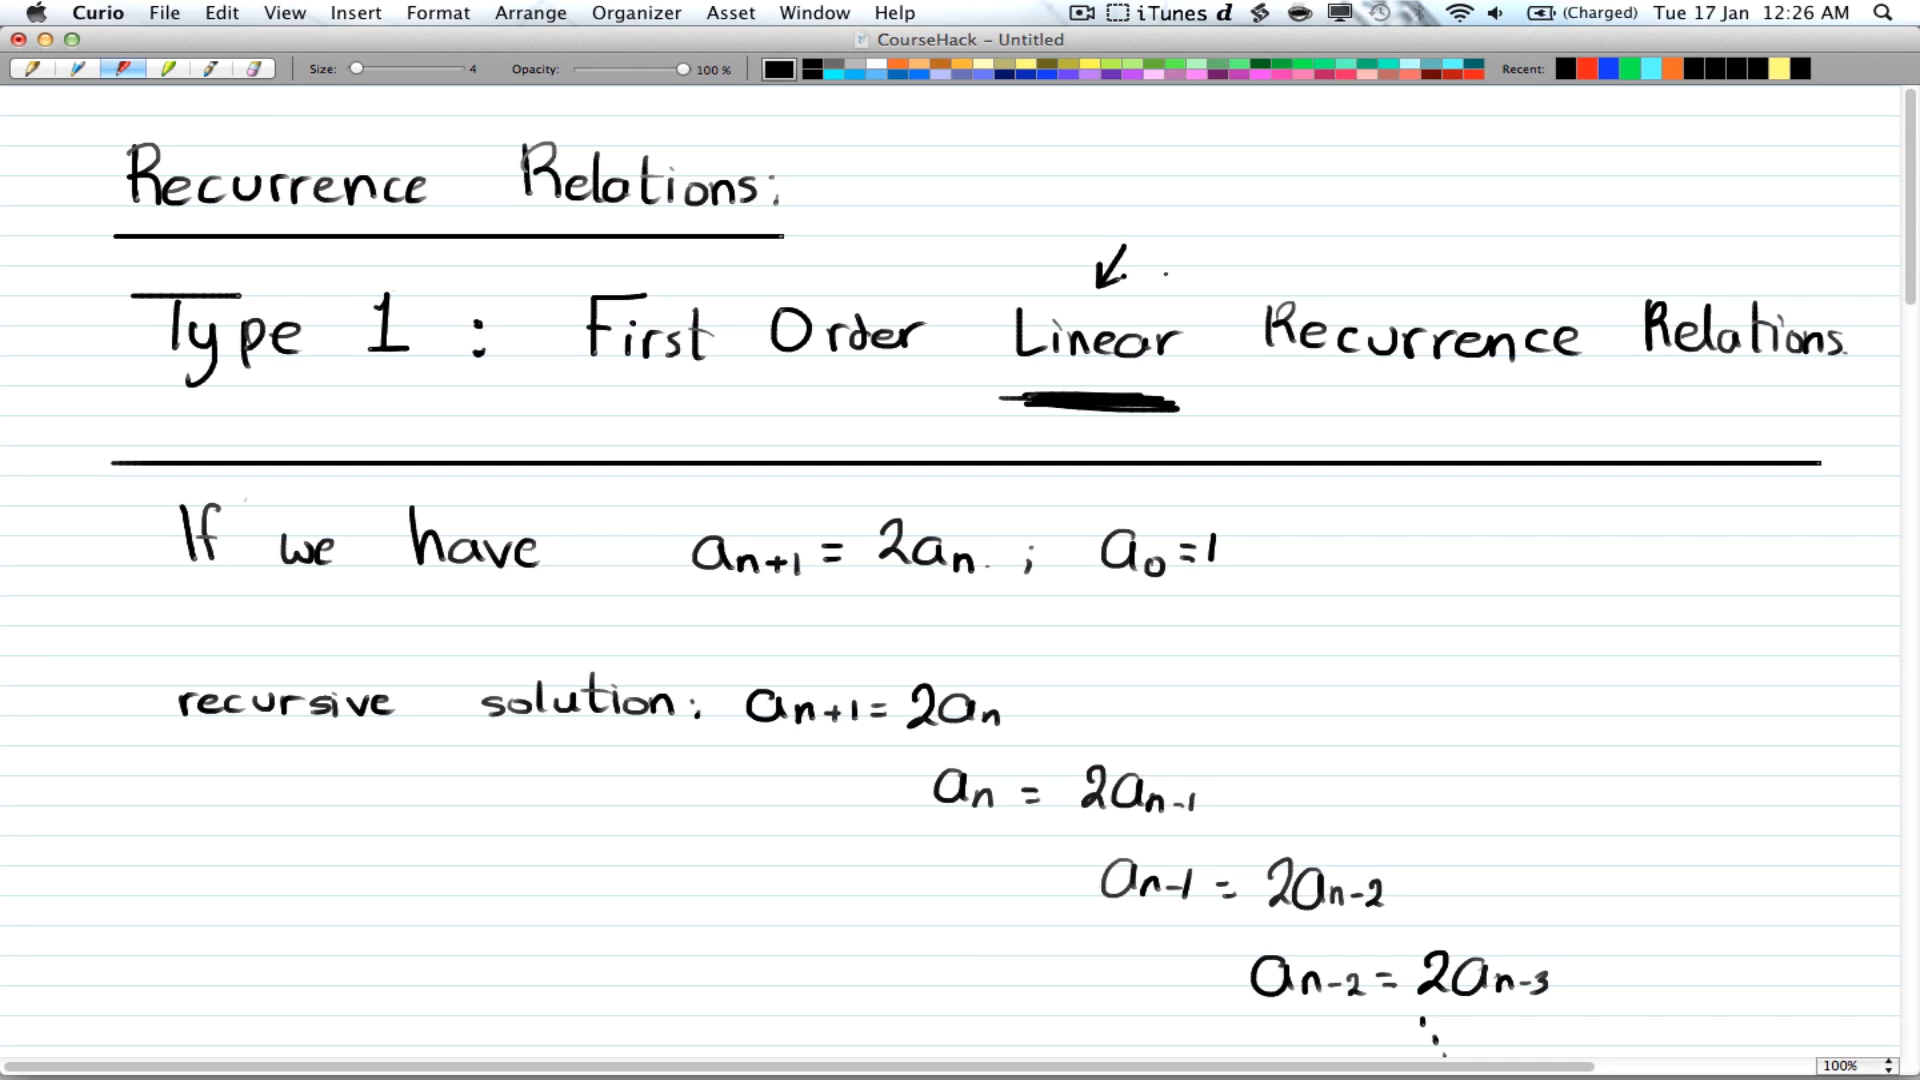 Curio File Edit View Insert Format Arrange Organizer Asset Window Help iTunes d (Charged) Tue 17 Jan 12:26 AM
CourseHack – Untitled
Size: 4 Opacity: 100 % Recent:
Recurrence Relations:
Type 1 : First Order Linear Recurrence Relations.
If we have aₙ₊₁ = 2aₙ ; a₀ = 1
recursive solution: aₙ₊₁ = 2aₙ
aₙ = 2aₙ₋₁
aₙ₋₁ = 2aₙ₋₂
aₙ₋₂ = 2aₙ₋₃
100%